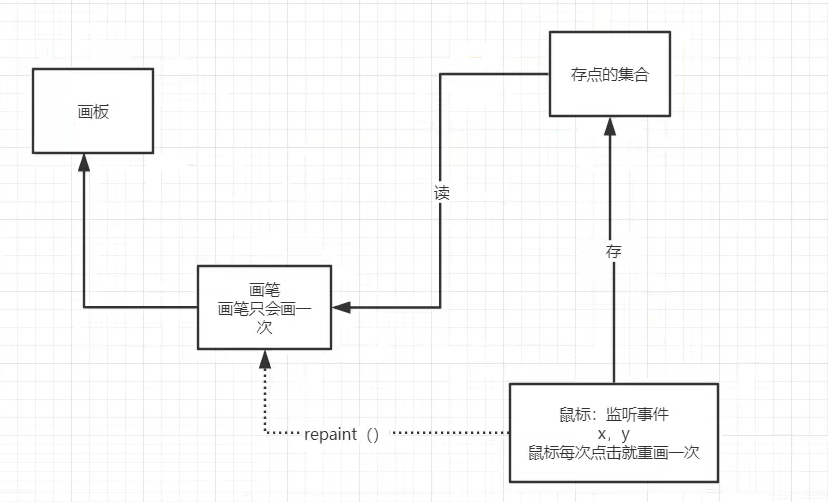 存点的集合
画板
读
存
画笔
画笔只会画一
次
鼠标：监听事件
x，y
鼠标每次点击就重画一次
repaint（）